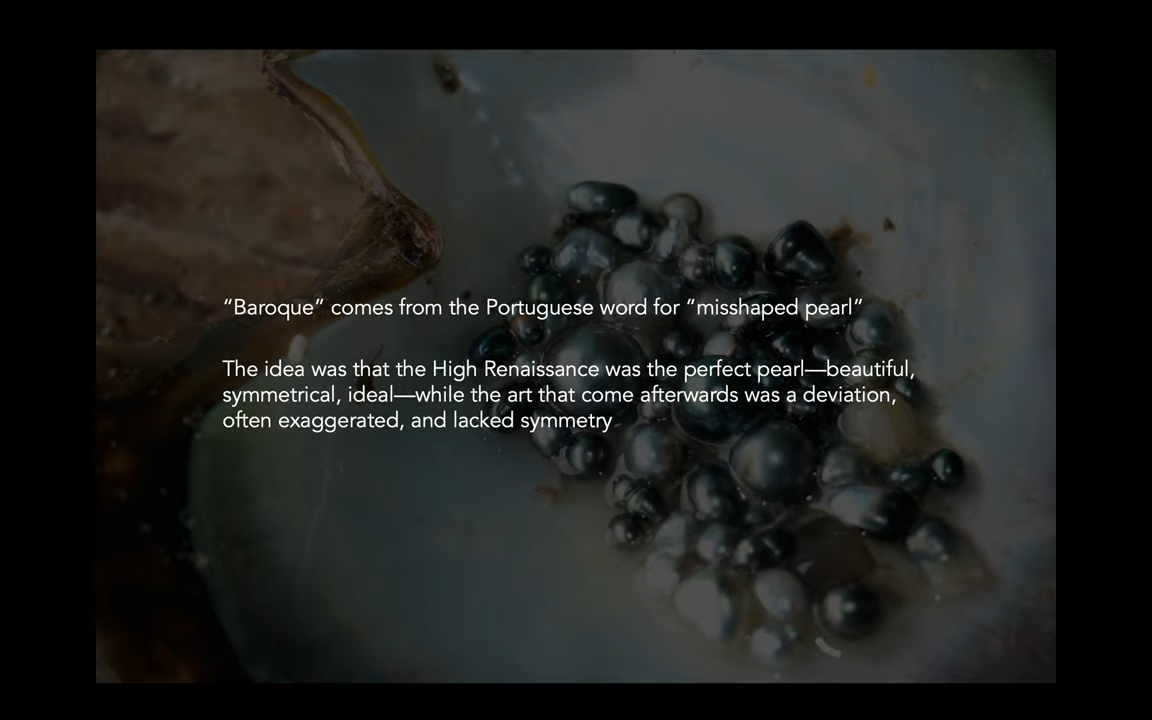 “Baroque” comes from the Portuguese word for “misshaped pearl”
The idea was that the High Renaissance was the perfect pearl—beautiful,
symmetrical, ideal—while the art that come afterwards was a deviation,
often exaggerated, and lacked symmetry